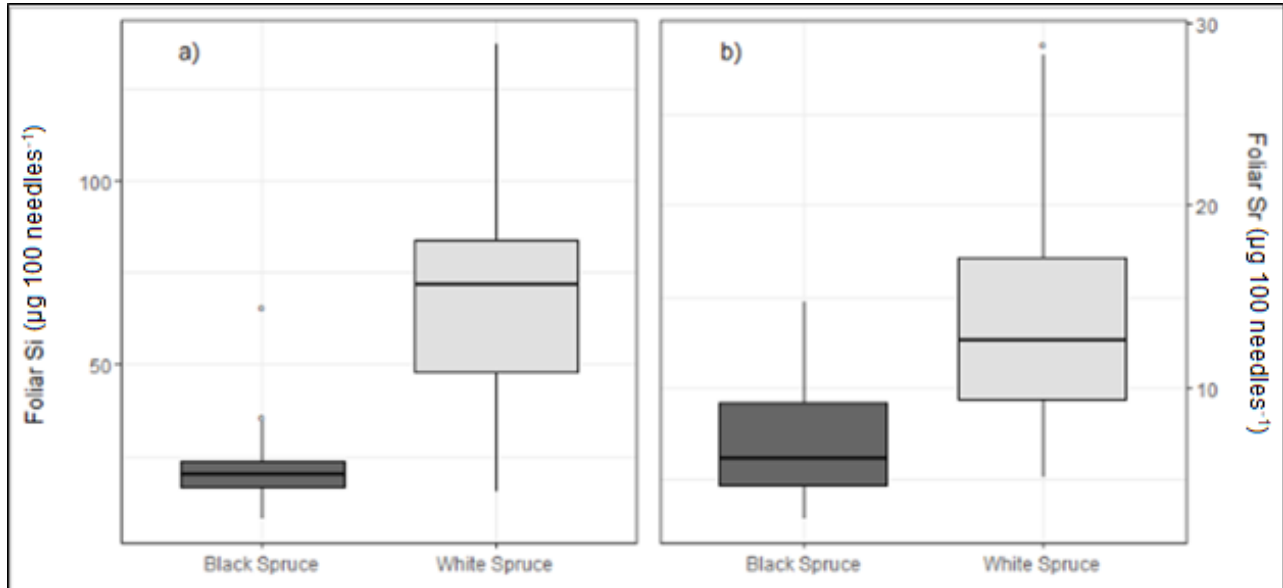 a)
Foliar Si (µg 100 needles⁻¹)
100
50
Black Spruce
White Spruce
b)
30
20
10
Foliar Sr (µg 100 needles⁻¹)
Black Spruce
White Spruce